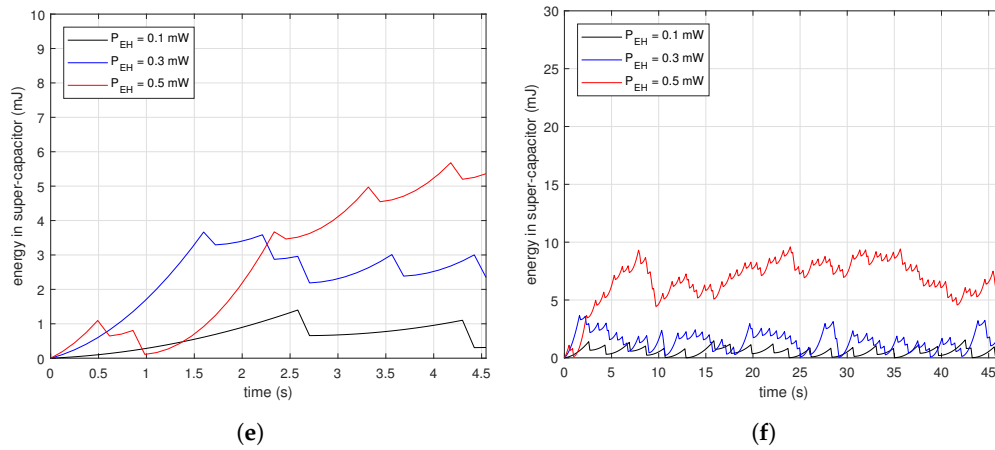 10
9
8
7
6
5
4
3
2
1
0
energy in super-capacitor (mJ)
P_EH = 0.1 mW
P_EH = 0.3 mW
P_EH = 0.5 mW
0 0.5 1 1.5 2 2.5 3 3.5 4 4.5
time (s)
(e)
30
25
20
15
10
5
0
energy in super-capacitor (mJ)
P_EH = 0.1 mW
P_EH = 0.3 mW
P_EH = 0.5 mW
0 5 10 15 20 25 30 35 40 45
time (s)
(f)